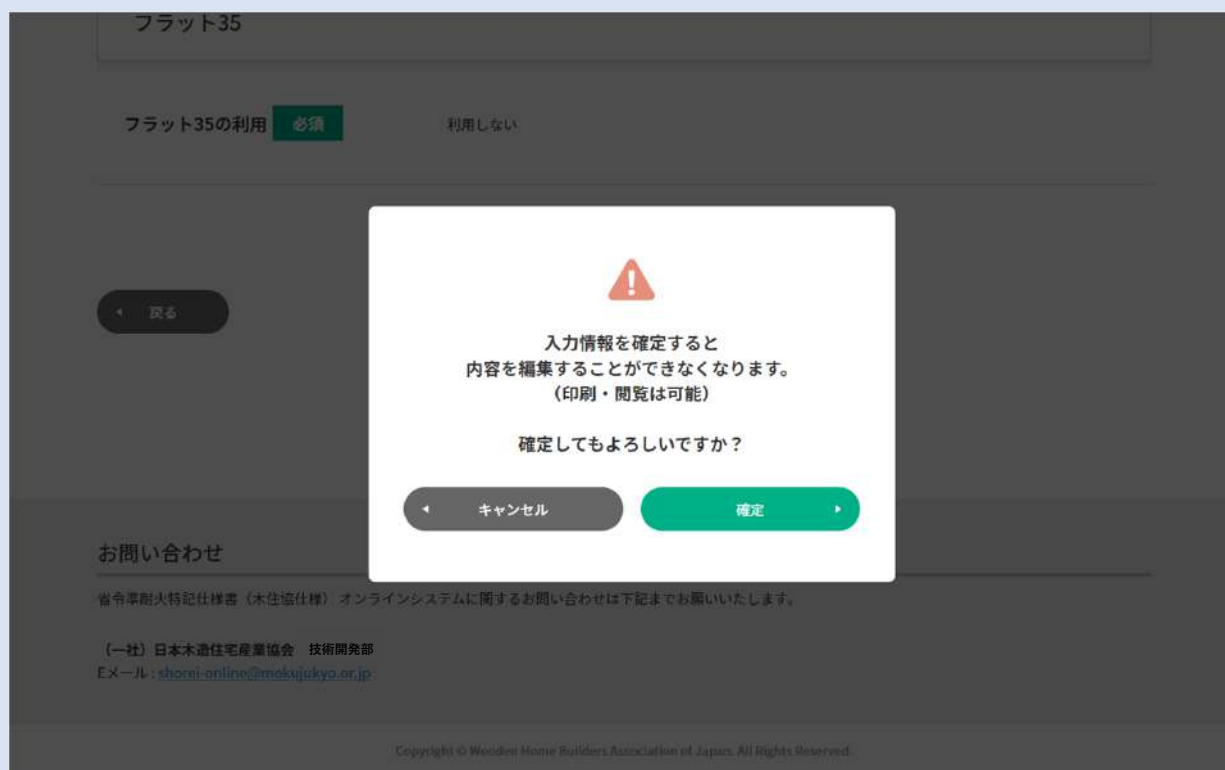 フラット35
フラット35の利用 必須 利用しない
戻る
入力情報を確定すると
内容を編集することができなくなります。
（印刷・閲覧は可能）
確定してもよろしいですか？
キャンセル 確定
お問い合わせ
省令準耐火特記仕様書（木住協仕様） オンラインシステムに関するお問い合わせは下記までお願いいたします。
（一社）日本木造住宅産業協会 技術開発部
Eメール : shorei-online@mokujukyo.or.jp
Copyright © Wooden Home Builders Association of Japan. All Rights Reserved.